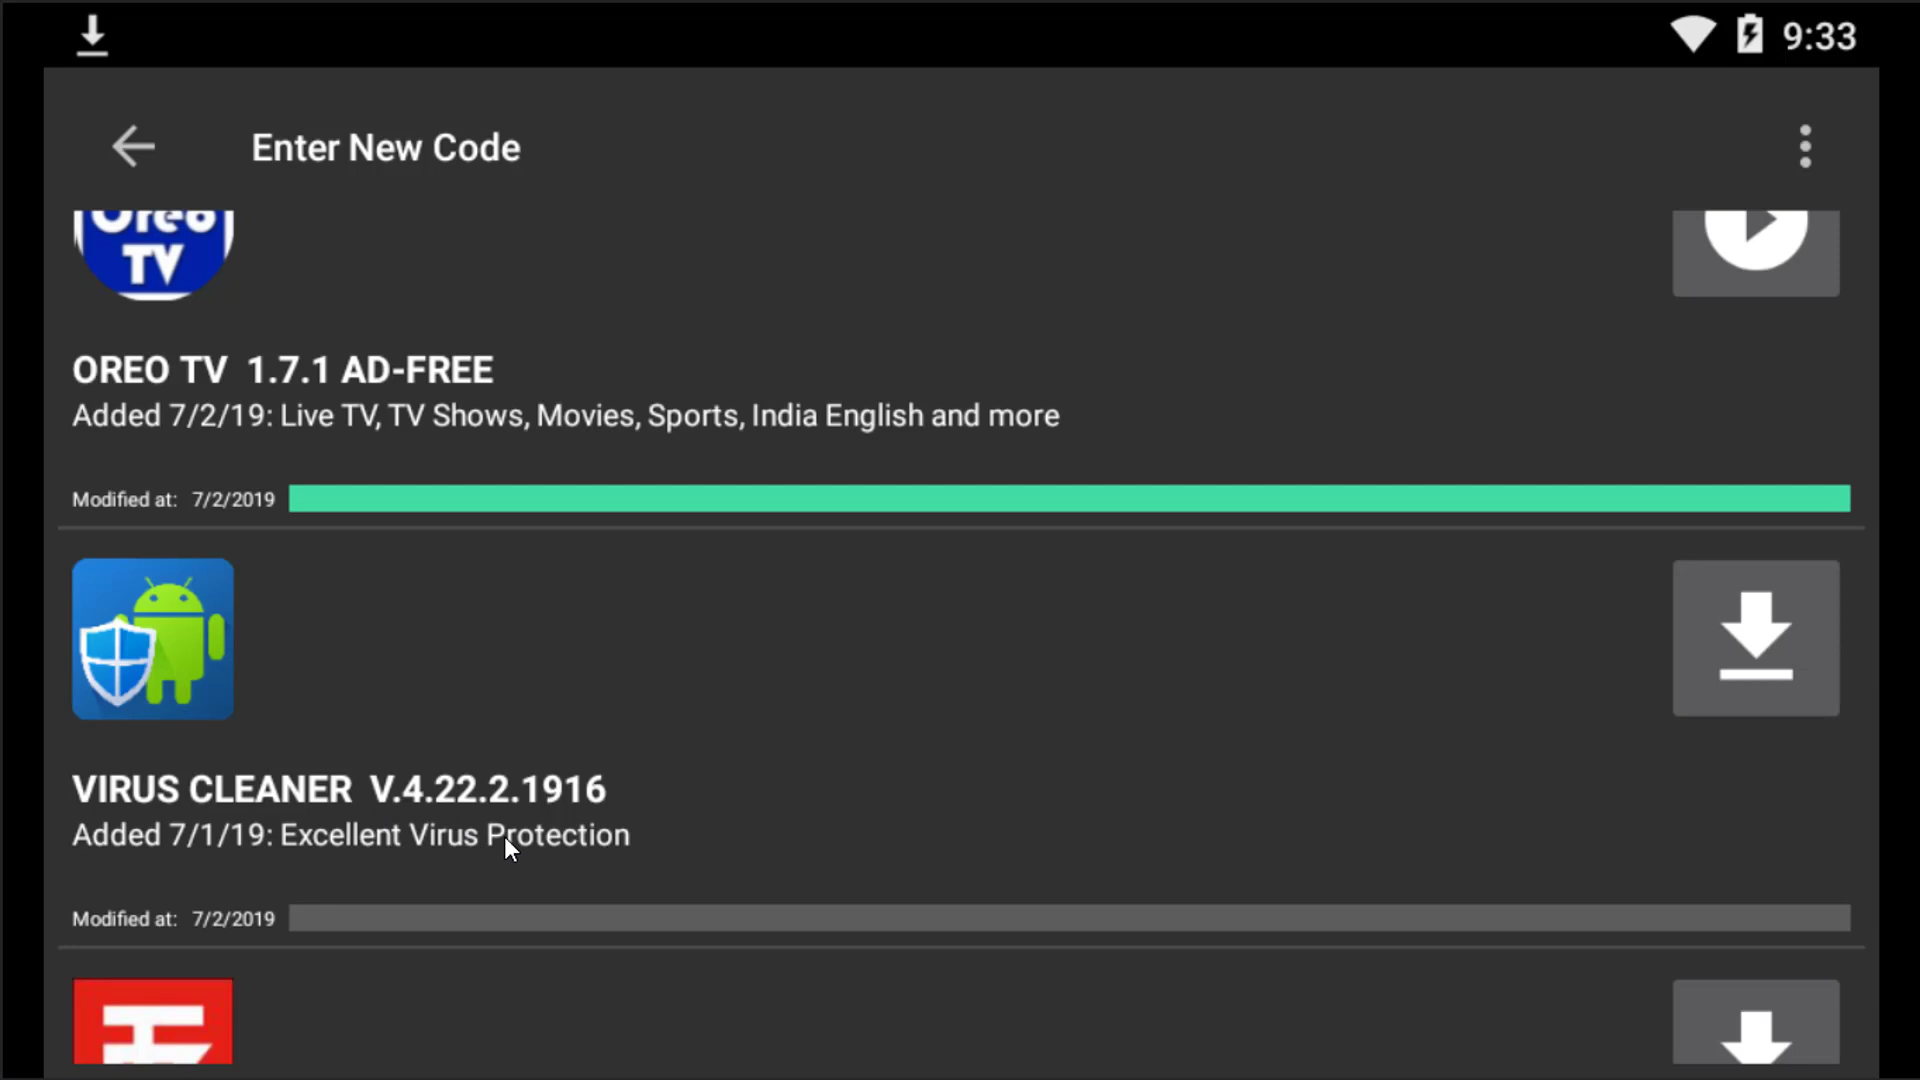 9:33
Enter New Code
Oreo
TV
OREO TV 1.7.1 AD-FREE
Added 7/2/19: Live TV, TV Shows, Movies, Sports, India English and more
Modified at: 7/2/2019
VIRUS CLEANER V.4.22.2.1916
Added 7/1/19: Excellent Virus Protection
Modified at: 7/2/2019